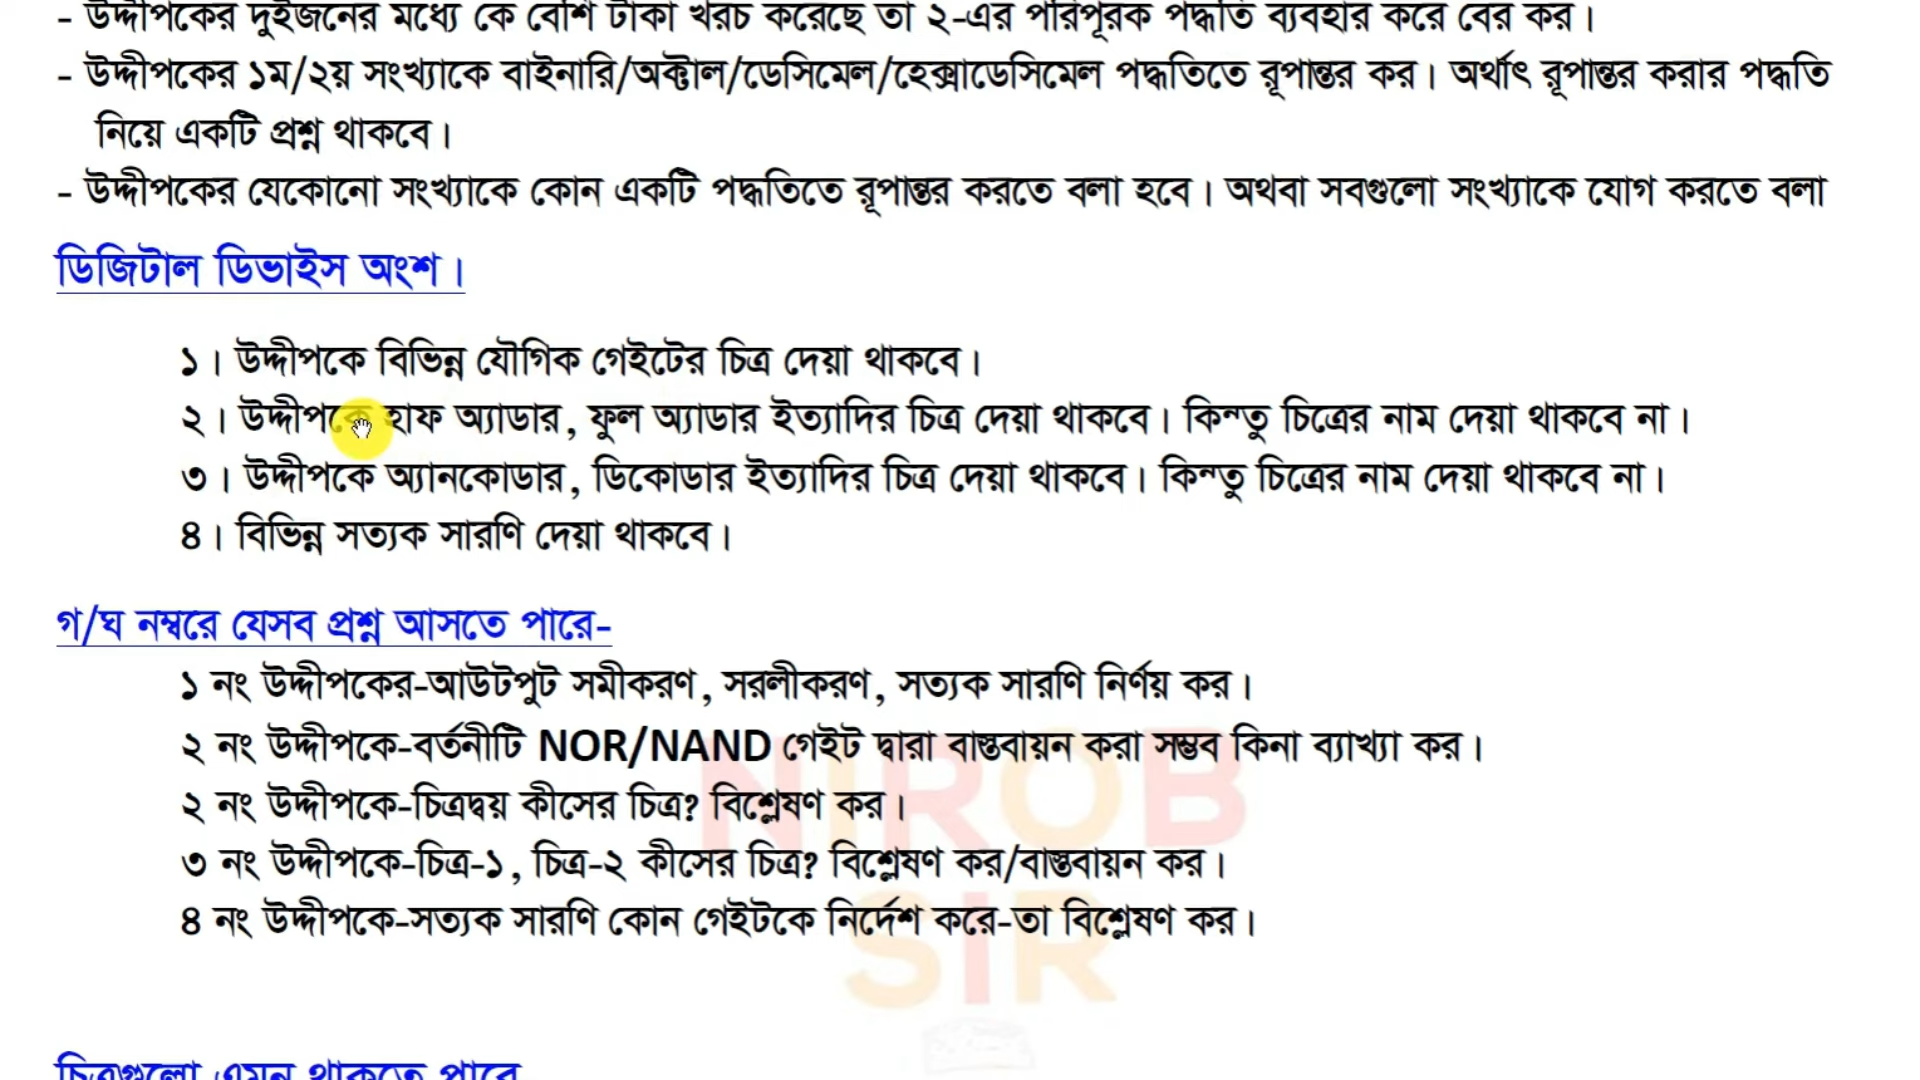 - উদ্দীপকের দুইজনের মধ্যে কে বেশি টাকা খরচ করেছে তা ২-এর পরিপূরক পদ্ধতি ব্যবহার করে বের কর।
- উদ্দীপকের ১ম/২য় সংখ্যাকে বাইনারি/অক্টাল/ডেসিমেল/হেক্সাডেসিমেল পদ্ধতিতে রূপান্তর কর। অর্থাৎ রূপান্তর করার পদ্ধতি
নিয়ে একটি প্রশ্ন থাকবে।
- উদ্দীপকের যেকোনো সংখ্যাকে কোন একটি পদ্ধতিতে রূপান্তর করতে বলা হবে। অথবা সবগুলো সংখ্যাকে যোগ করতে বলা
ডিজিটাল ডিভাইস অংশ।
১। উদ্দীপকে বিভিন্ন যৌগিক গেইটের চিত্র দেয়া থাকবে।
২। উদ্দীপকে হাফ অ্যাডার, ফুল অ্যাডার ইত্যাদির চিত্র দেয়া থাকবে। কিন্তু চিত্রের নাম দেয়া থাকবে না।
৩। উদ্দীপকে অ্যানকোডার, ডিকোডার ইত্যাদির চিত্র দেয়া থাকবে। কিন্তু চিত্রের নাম দেয়া থাকবে না।
৪। বিভিন্ন সত্যক সারণি দেয়া থাকবে।
গ/ঘ নম্বরে যেসব প্রশ্ন আসতে পারে-
১ নং উদ্দীপকের-আউটপুট সমীকরণ, সরলীকরণ, সত্যক সারণি নির্ণয় কর।
২ নং উদ্দীপকে-বর্তনীটি NOR/NAND গেইট দ্বারা বাস্তবায়ন করা সম্ভব কিনা ব্যাখ্যা কর।
২ নং উদ্দীপকে-চিত্রদ্বয় কীসের চিত্র? বিশ্লেষণ কর।
৩ নং উদ্দীপকে-চিত্র-১, চিত্র-২ কীসের চিত্র? বিশ্লেষণ কর/বাস্তবায়ন কর।
৪ নং উদ্দীপকে-সত্যক সারণি কোন গেইটকে নির্দেশ করে-তা বিশ্লেষণ কর।
NIROB
SIR
চিত্রগুলো এমন থাকতে পারে